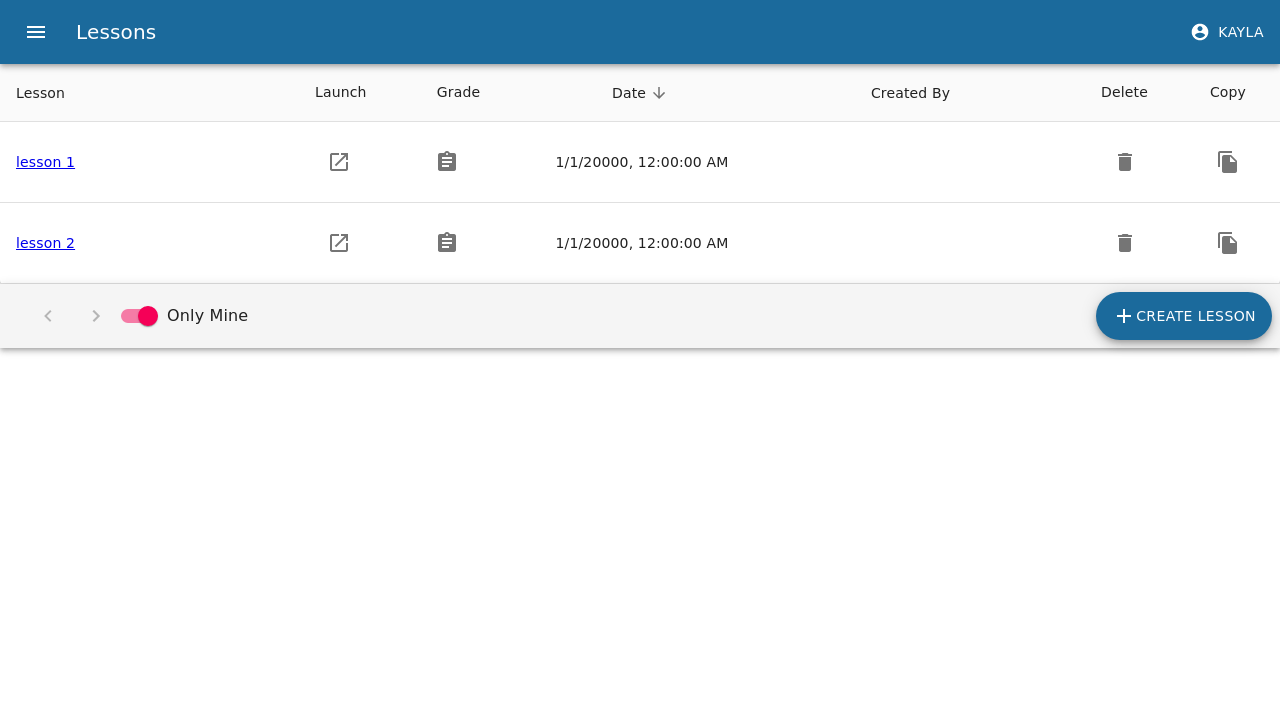 Lessons KAYLA
Lesson Launch Grade Date Created By Delete Copy
lesson 1 1/1/20000, 12:00:00 AM
lesson 2 1/1/20000, 12:00:00 AM
Only Mine CREATE LESSON